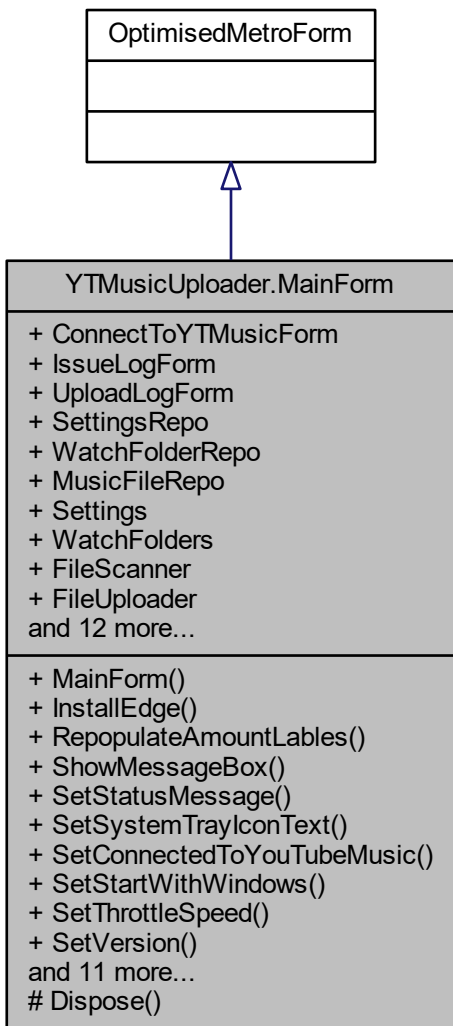 OptimisedMetroForm
YTMusicUploader.MainForm
+ ConnectToYTMusicForm
+ IssueLogForm
+ UploadLogForm
+ SettingsRepo
+ WatchFolderRepo
+ MusicFileRepo
+ Settings
+ WatchFolders
+ FileScanner
+ FileUploader
and 12 more...
+ MainForm()
+ InstallEdge()
+ RepopulateAmountLables()
+ ShowMessageBox()
+ SetStatusMessage()
+ SetSystemTrayIconText()
+ SetConnectedToYouTubeMusic()
+ SetStartWithWindows()
+ SetThrottleSpeed()
+ SetVersion()
and 11 more...
# Dispose()